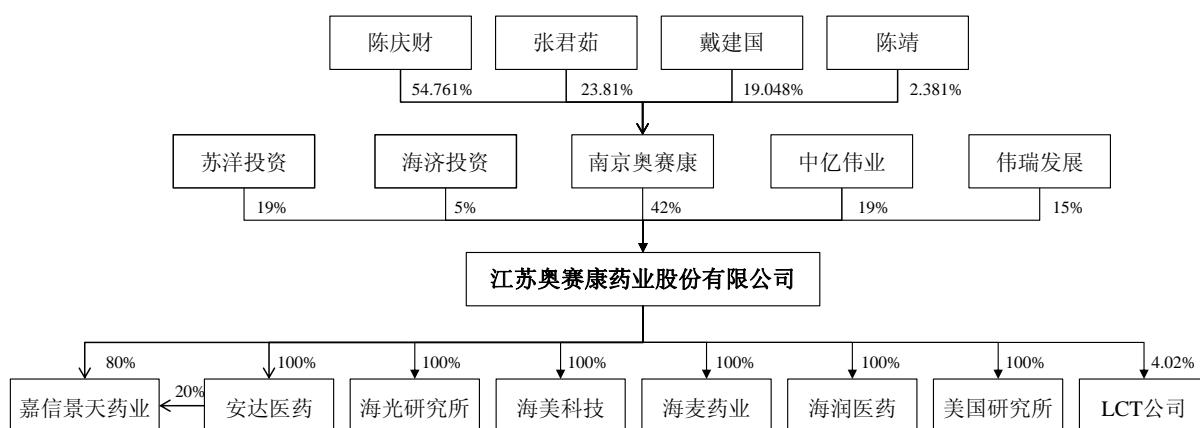 陈庆财
张君茹
戴建国
陈靖
54.761%
23.81%
19.048%
2.381%
苏洋投资
海济投资
南京奥赛康
中亿伟业
伟瑞发展
19%
5%
42%
19%
15%
江苏奥赛康药业股份有限公司
80%
100%
100%
100%
100%
100%
100%
4.02%
嘉信景天药业
20%
安达医药
海光研究所
海美科技
海麦药业
海润医药
美国研究所
LCT公司